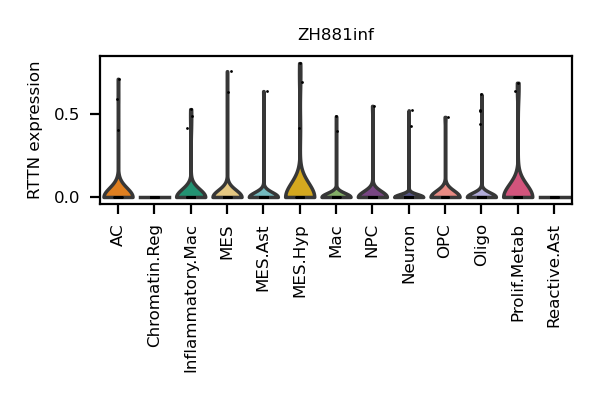 ZH881inf
RTTN expression
0.5
0.0
AC
Chromatin.Reg
Inflammatory.Mac
MES
MES.Ast
MES.Hyp
Mac
NPC
Neuron
OPC
Oligo
Prolif.Metab
Reactive.Ast